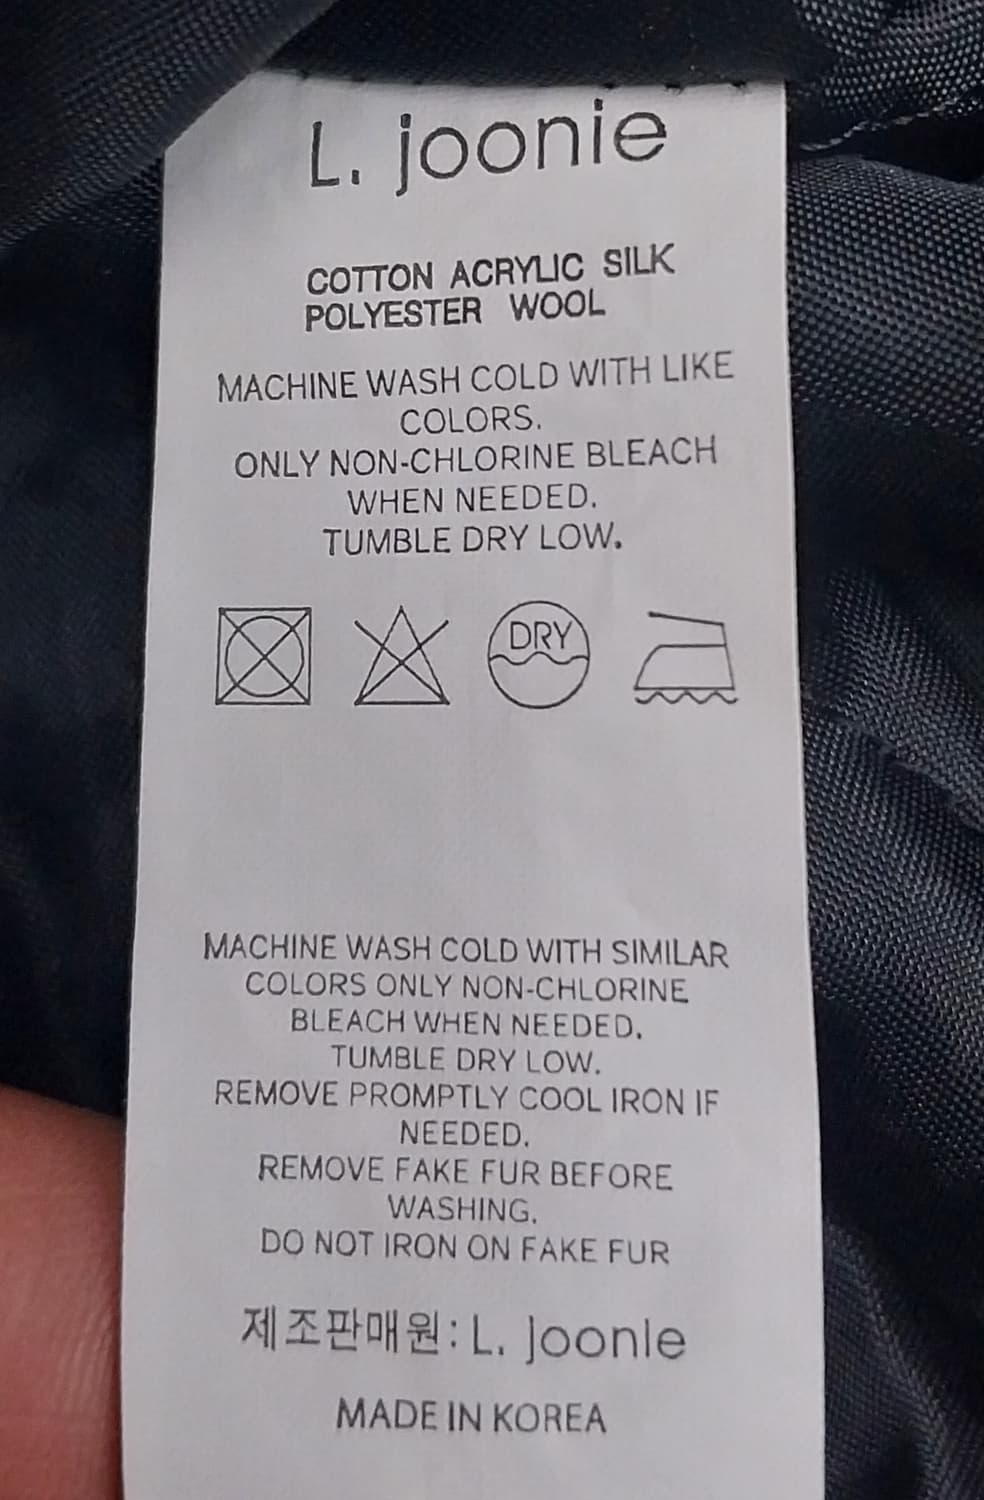 L. joonie
COTTON ACRYLIC SILK
POLYESTER WOOL
MACHINE WASH COLD WITH LIKE
COLORS.
ONLY NON-CHLORINE BLEACH
WHEN NEEDED.
TUMBLE DRY LOW.
DRY
MACHINE WASH COLD WITH SIMILAR
COLORS ONLY NON-CHLORINE
BLEACH WHEN NEEDED.
TUMBLE DRY LOW.
REMOVE PROMPTLY COOL IRON IF
NEEDED.
REMOVE FAKE FUR BEFORE
WASHING.
DO NOT IRON ON FAKE FUR
제조판매원: L. Joonle
MADE IN KOREA